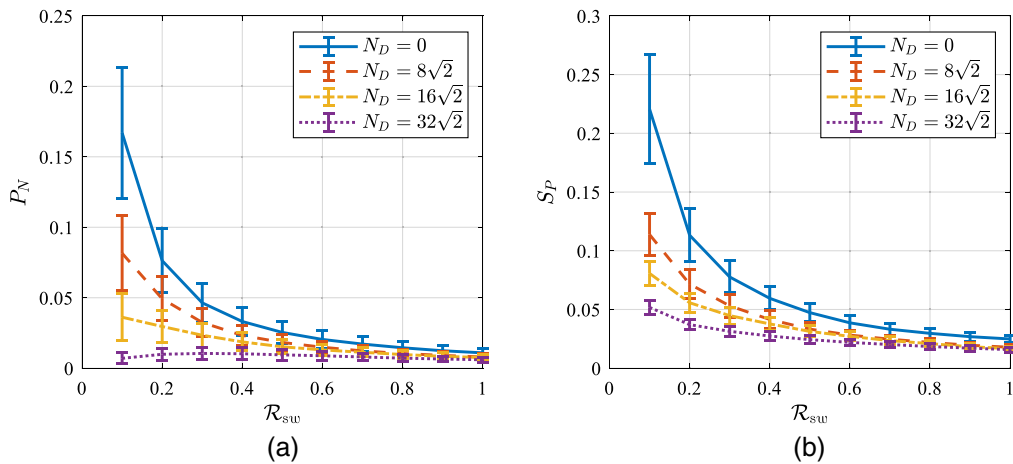 0.25
0.2
0.15
0.1
0.05
0
P_N
N_D = 0
N_D = 8√2
N_D = 16√2
N_D = 32√2
0 0.2 0.4 0.6 0.8 1
ℛ_sw
(a)
0.3
0.25
0.2
0.15
0.1
0.05
0
S_P
N_D = 0
N_D = 8√2
N_D = 16√2
N_D = 32√2
0 0.2 0.4 0.6 0.8 1
ℛ_sw
(b)